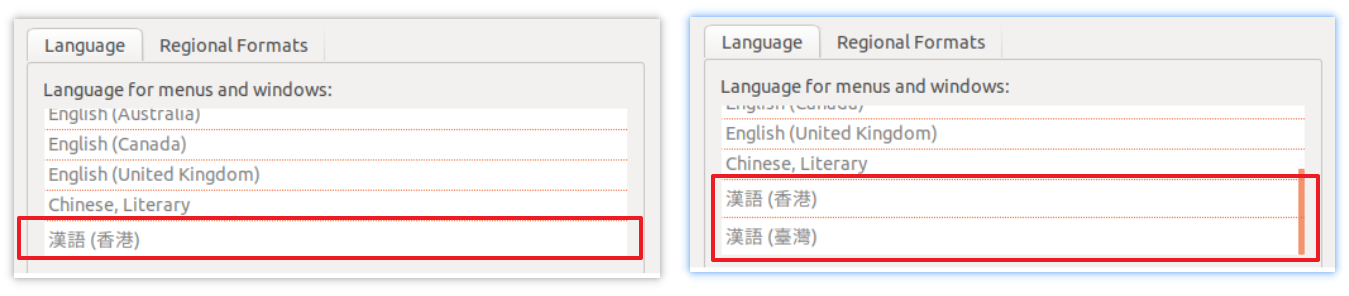 Language
Regional Formats
Language for menus and windows:
English (Australia)
English (Canada)
English (United Kingdom)
Chinese, Literary
漢語 (香港)
Language
Regional Formats
Language for menus and windows:
English (Canada)
English (United Kingdom)
Chinese, Literary
漢語 (香港)
漢語 (臺灣)